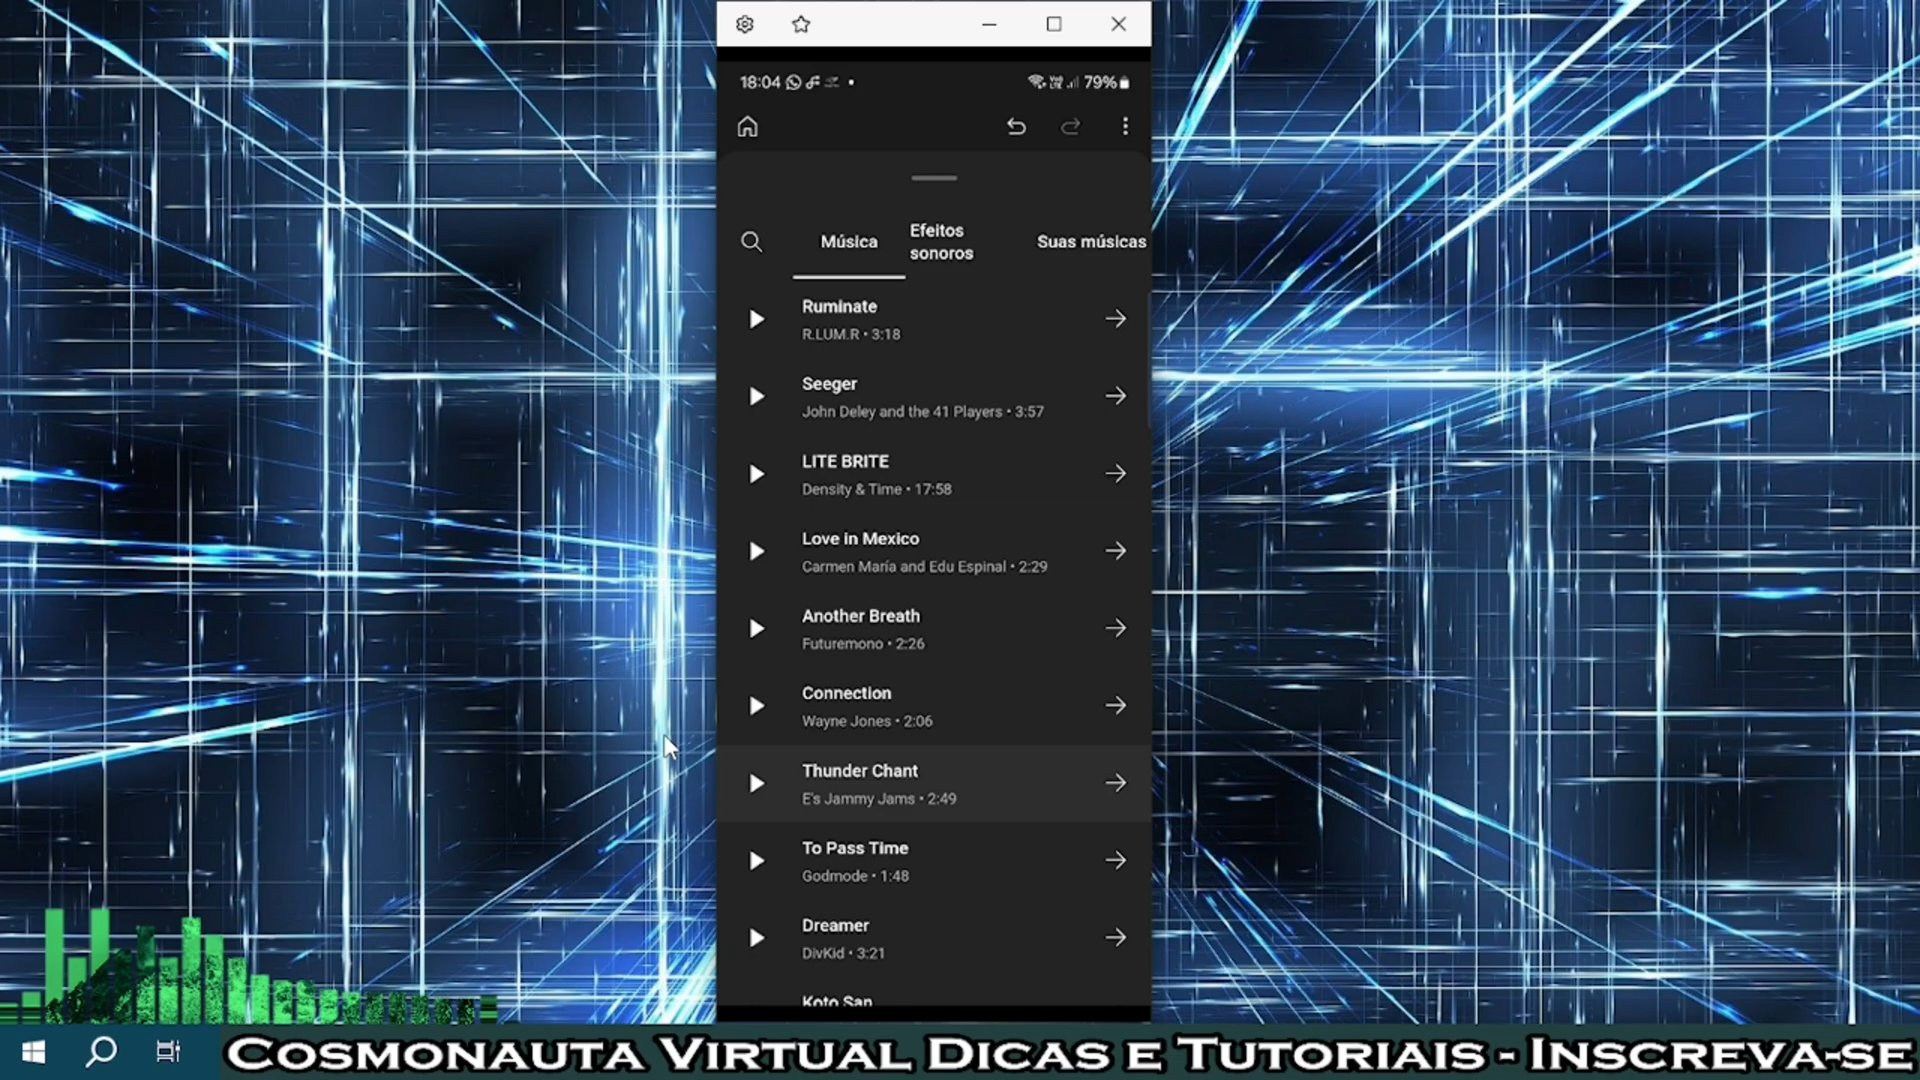 18:04
79%
Música
Efeitos
sonoros
Suas músicas
Ruminate
R.LUM.R • 3:18
Seeger
John Deley and the 41 Players • 3:57
LITE BRITE
Density & Time • 17:58
Love in Mexico
Carmen María and Edu Espinal • 2:29
Another Breath
Futuremono • 2:26
Connection
Wayne Jones • 2:06
Thunder Chant
E's Jammy Jams • 2:49
To Pass Time
Godmode • 1:48
Dreamer
DivKid • 3:21
Koto San
Cosmonauta Virtual Dicas e Tutoriais - Inscreva-se